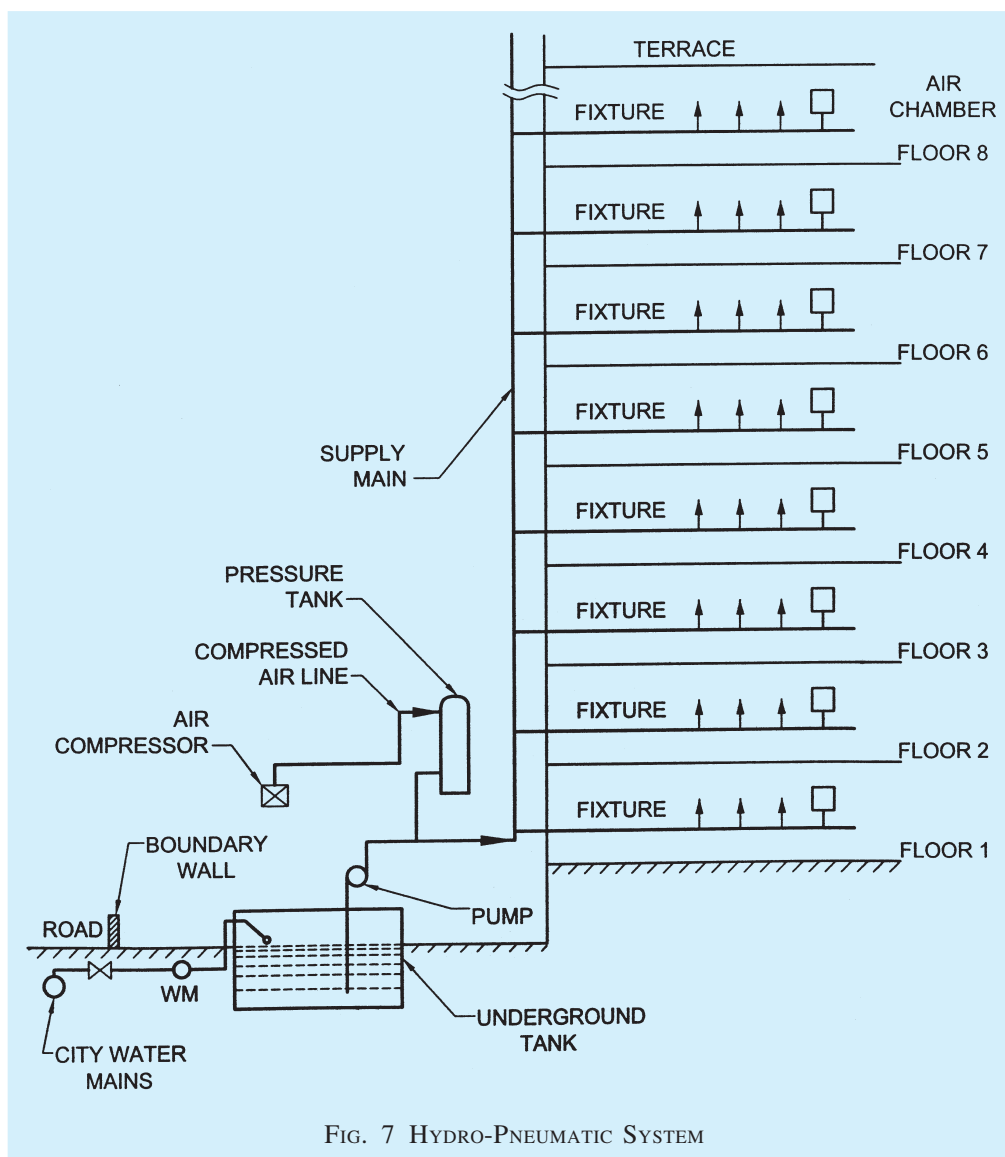 TERRACE
AIR
CHAMBER
FIXTURE
FLOOR 8
FIXTURE
FLOOR 7
FIXTURE
FLOOR 6
FIXTURE
FLOOR 5
SUPPLY
MAIN
FIXTURE
FLOOR 4
PRESSURE
TANK
FIXTURE
FLOOR 3
COMPRESSED
AIR LINE
FIXTURE
FLOOR 2
AIR
COMPRESSOR
FIXTURE
FLOOR 1
BOUNDARY
WALL
PUMP
ROAD
WM
UNDERGROUND
TANK
CITY WATER
MAINS
FIG. 7 HYDRO-PNEUMATIC SYSTEM